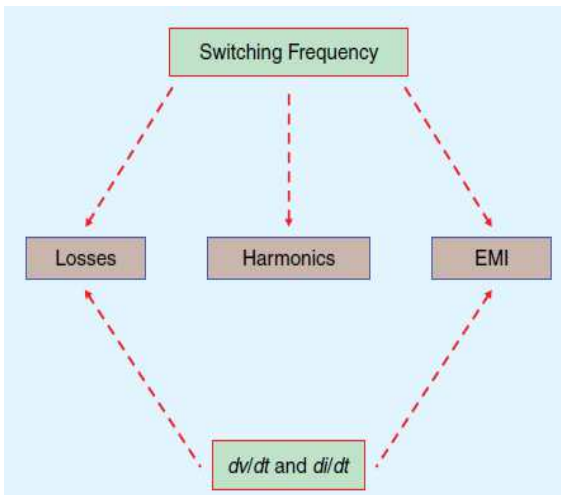 Switching Frequency
Losses
Harmonics
EMI
dv/dt and di/dt